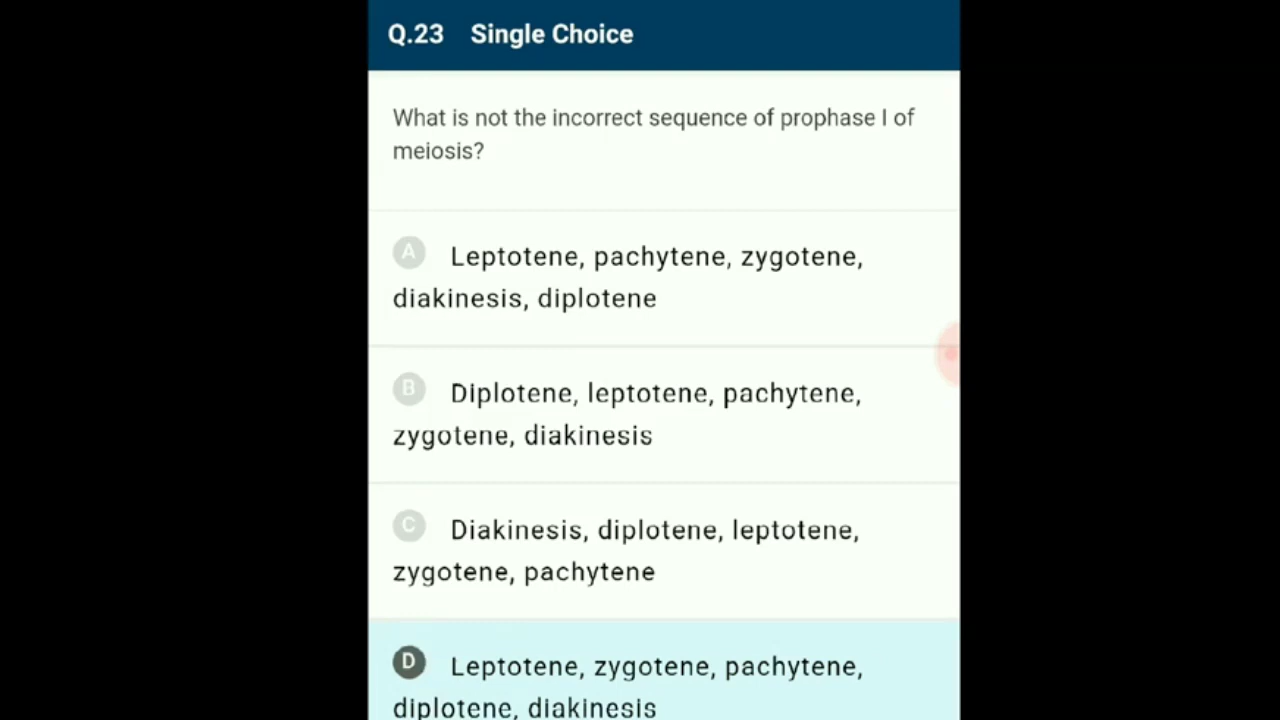 Q.23 Single Choice
What is not the incorrect sequence of prophase I of
meiosis?
A Leptotene, pachytene, zygotene,
diakinesis, diplotene
B Diplotene, leptotene, pachytene,
zygotene, diakinesis
C Diakinesis, diplotene, leptotene,
zygotene, pachytene
D Leptotene, zygotene, pachytene,
diplotene, diakinesis